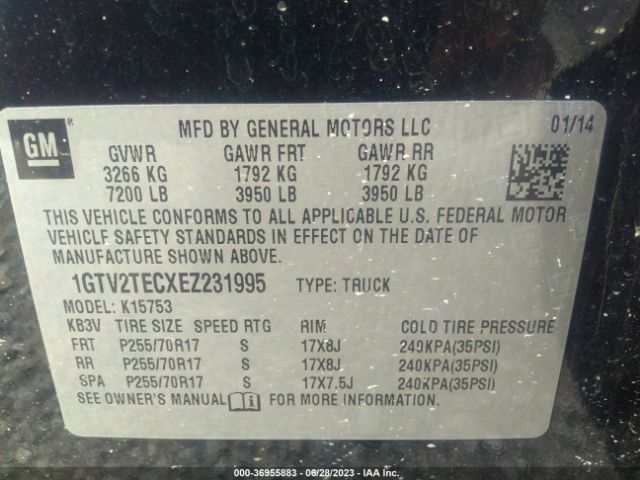 GM ®
MFD BY GENERAL MOTORS LLC 01/14
GVWR GAWR FRT GAWR RR
3266 KG 1792 KG 1792 KG
7200 LB 3950 LB 3950 LB
THIS VEHICLE CONFORMS TO ALL APPLICABLE U.S. FEDERAL MOTOR
VEHICLE SAFETY STANDARDS IN EFFECT ON THE DATE OF
MANUFACTURE SHOWN ABOVE.
1GTV2TECXEZ231995 TYPE: TRUCK
MODEL: K15753
KB3V TIRE SIZE SPEED RTG RIM COLD TIRE PRESSURE
FRT P255/70R17 S 17X8J 240KPA(35PSI)
RR P255/70R17 S 17X8J 240KPA(35PSI)
SPA P255/70R17 S 17X7.5J 240KPA(35PSI)
SEE OWNER'S MANUAL FOR MORE INFORMATION.
000-36955883 - 06/28/2023 - IAA Inc.